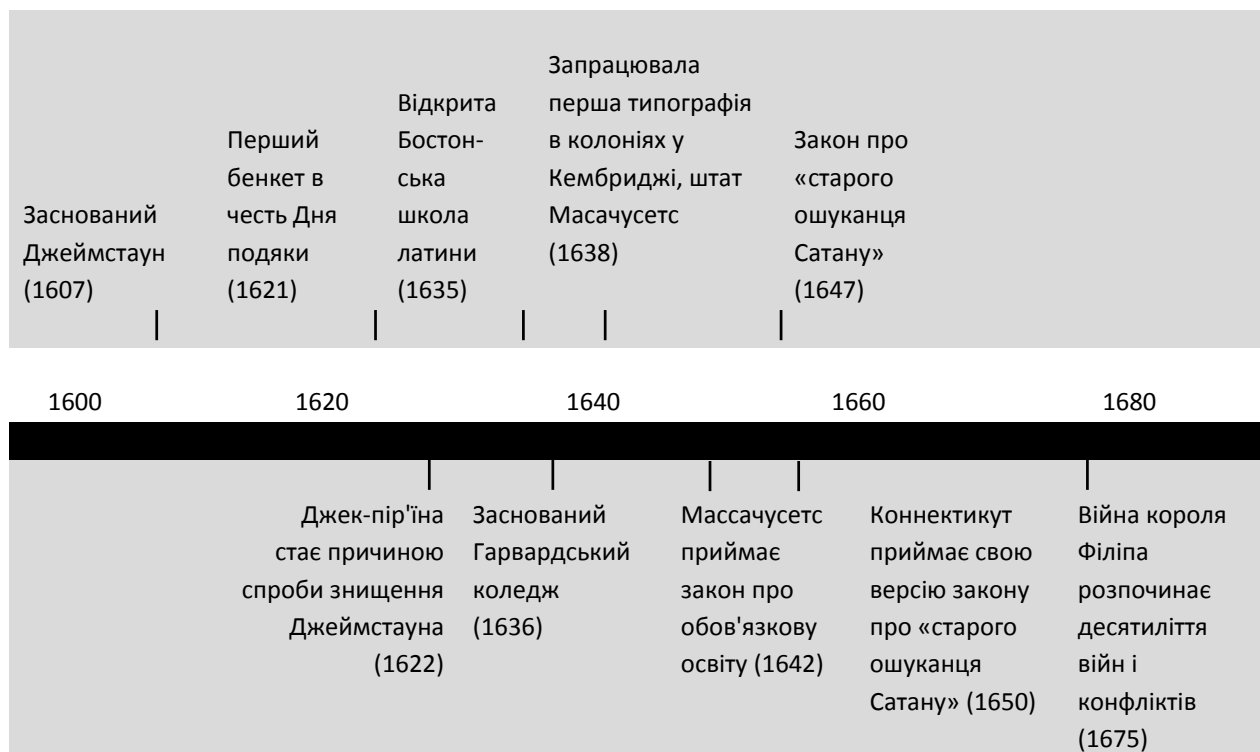 Заснований
Джеймстаун
(1607)
Перший
бенкет в
честь Дня
подяки
(1621)
Відкрита
Бостон-
ська
школа
латини
(1635)
Запрацювала
перша типографія
в колоніях у
Кембриджі, штат
Масачусетс
(1638)
Закон про
«старого
ошуканця
Сатану»
(1647)
1600 1620 1640 1660 1680
Джек-пір'їна
стає причиною
спроби знищення
Джеймстауна
(1622)
Заснований
Гарвардський
коледж
(1636)
Массачусетс
приймає
закон про
обов'язкову
освіту (1642)
Коннектикут
приймає свою
версію закону
про «старого
ошуканця
Сатану» (1650)
Війна короля
Філіпа
розпочинає
десятиліття
війн і
конфліктів
(1675)